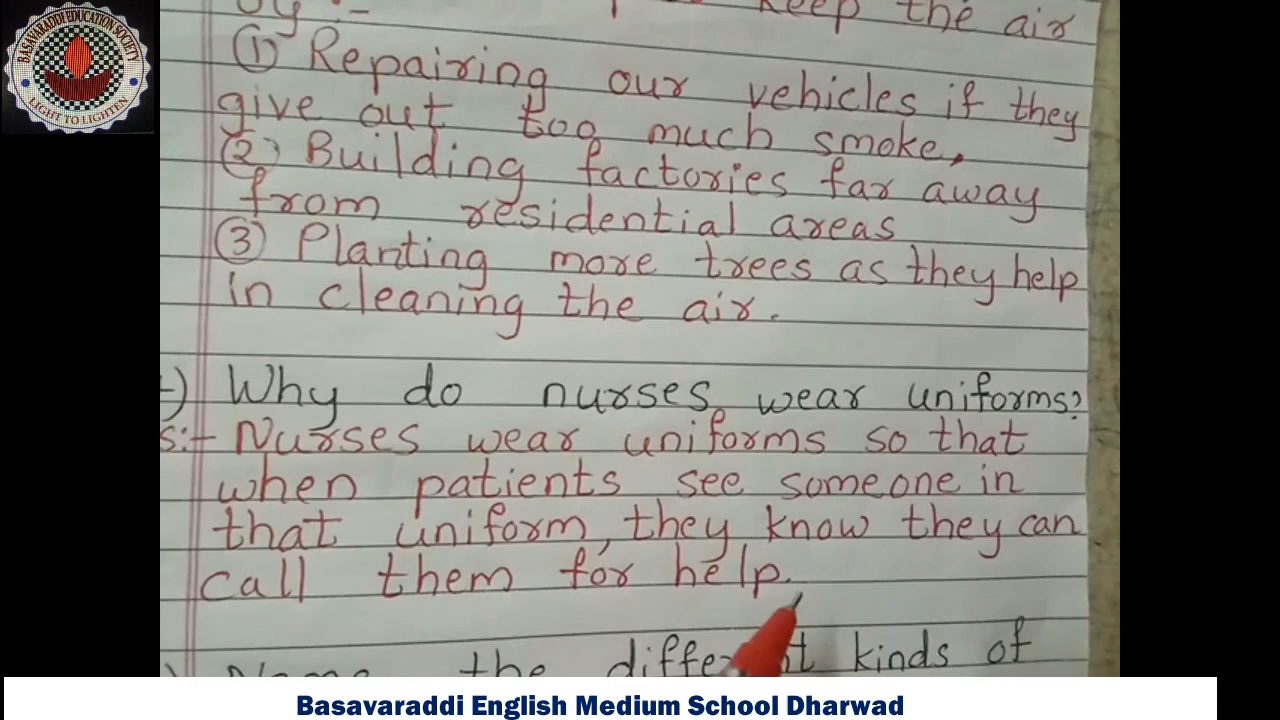 BASAVARADDI EDUCATION SOCIETY
LIGHT TO LIGHTEN
by :- keep the air
(1) Repairing our vehicles if they
give out too much smoke,
(2) Building factories far away
from residential areas
(3) Planting more trees as they help
in cleaning the air.
-) Why do nurses wear uniforms?
s:- Nurses wear uniforms so that
when patients see someone in
that uniform, they know they can
call them for help.
) Name the different kinds of
Basavaraddi English Medium School Dharwad